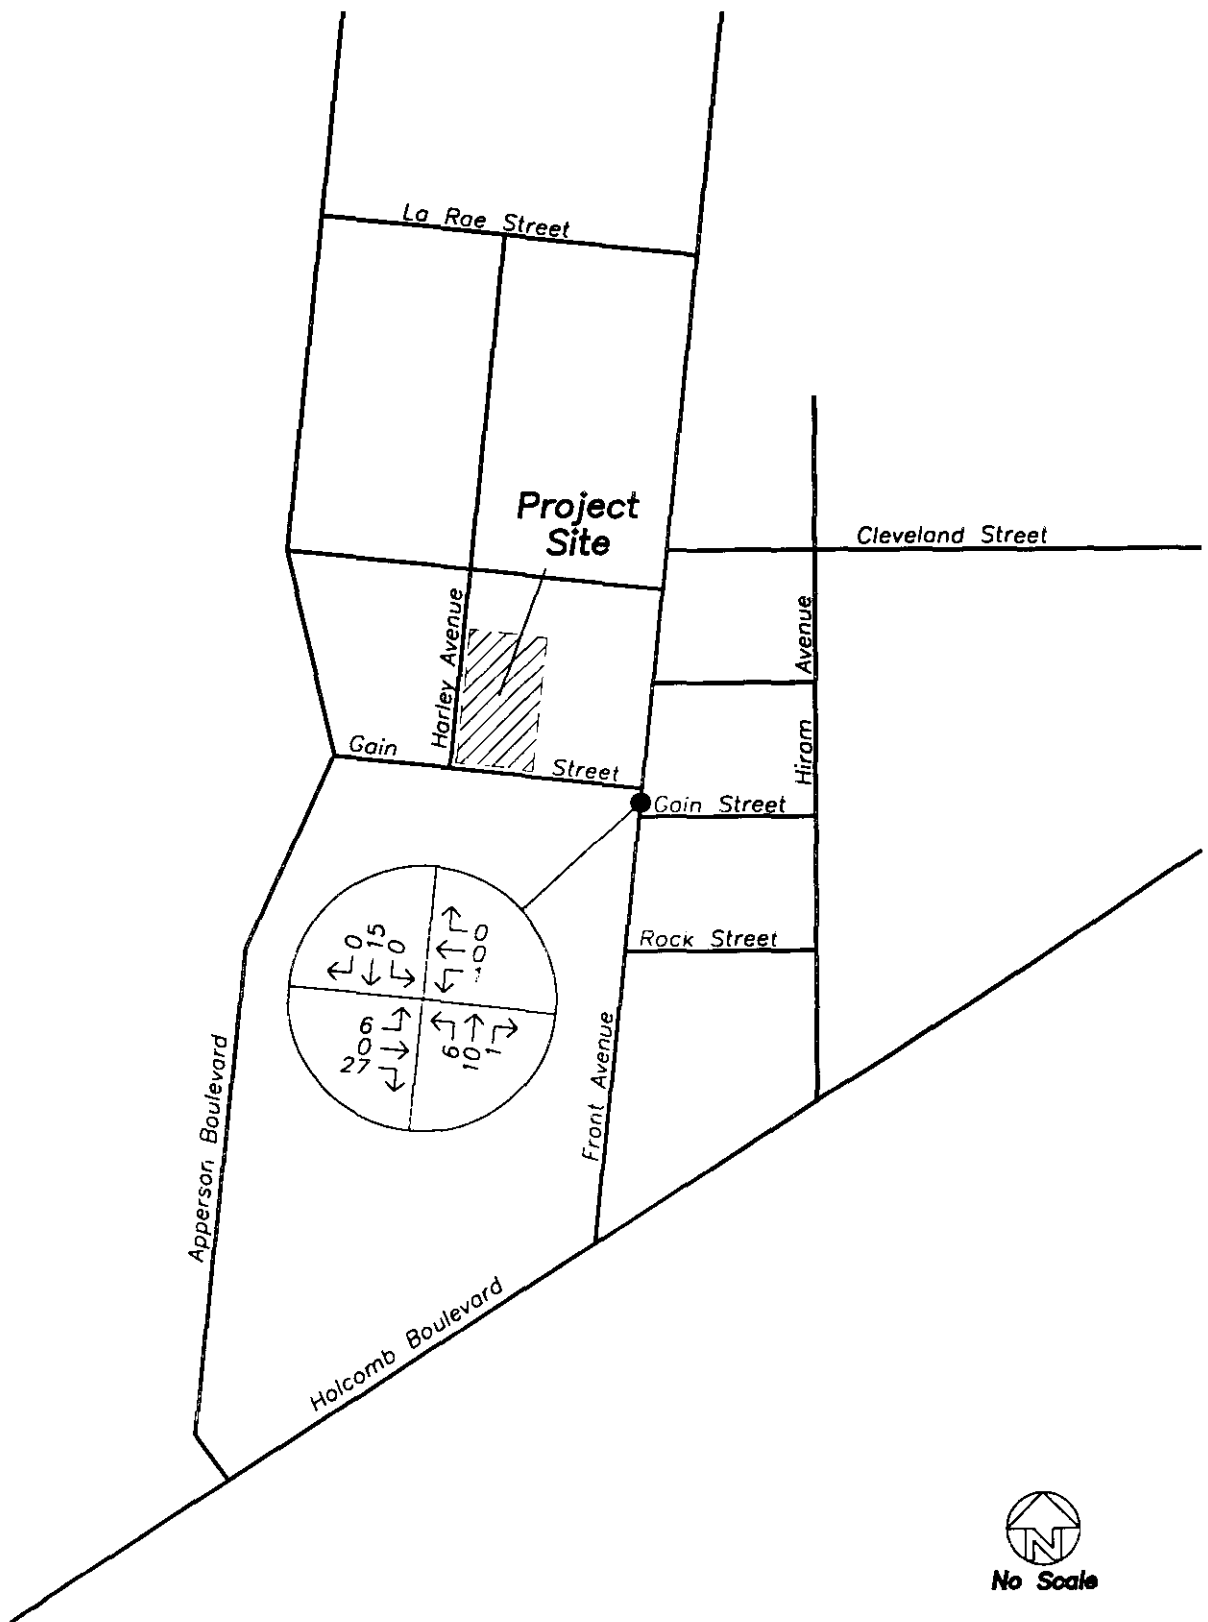 La Rae Street
Project
Site
Cleveland Street
Harley Avenue
Hiram Avenue
Gain Street
Gain Street
Rock Street
0
15
0
0
0
1
6
0
27
6
10
1
Front Avenue
Apperson Boulevard
Holcomb Boulevard
N
No Scale